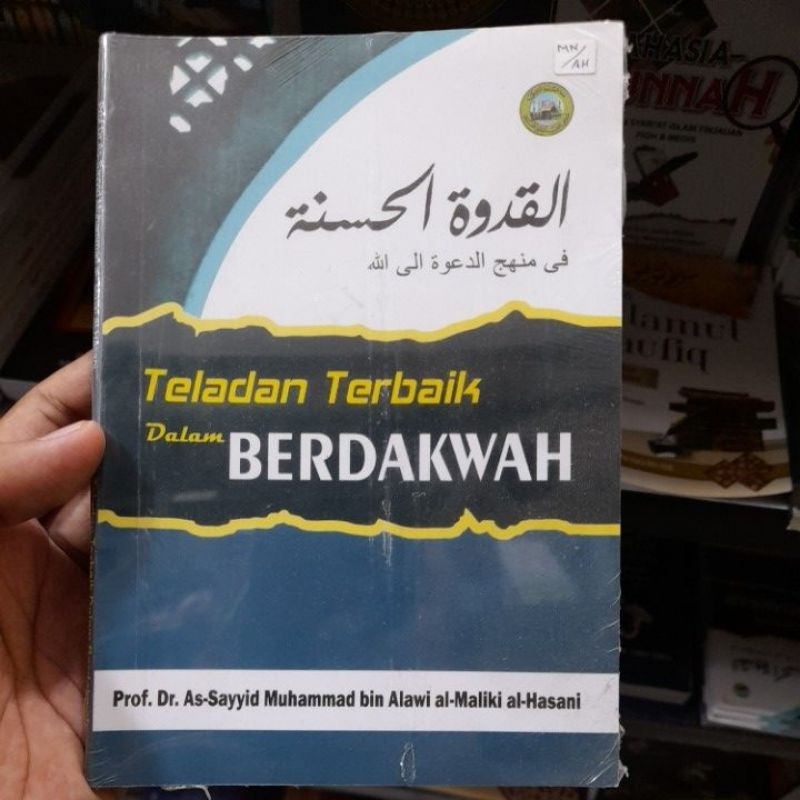 MN/AH
القدوة الحسنة
فى منهج الدعوة الى الله
Teladan Terbaik
Dalam BERDAKWAH
Prof. Dr. As-Sayyid Muhammad bin Alawi al-Maliki al-Hasani